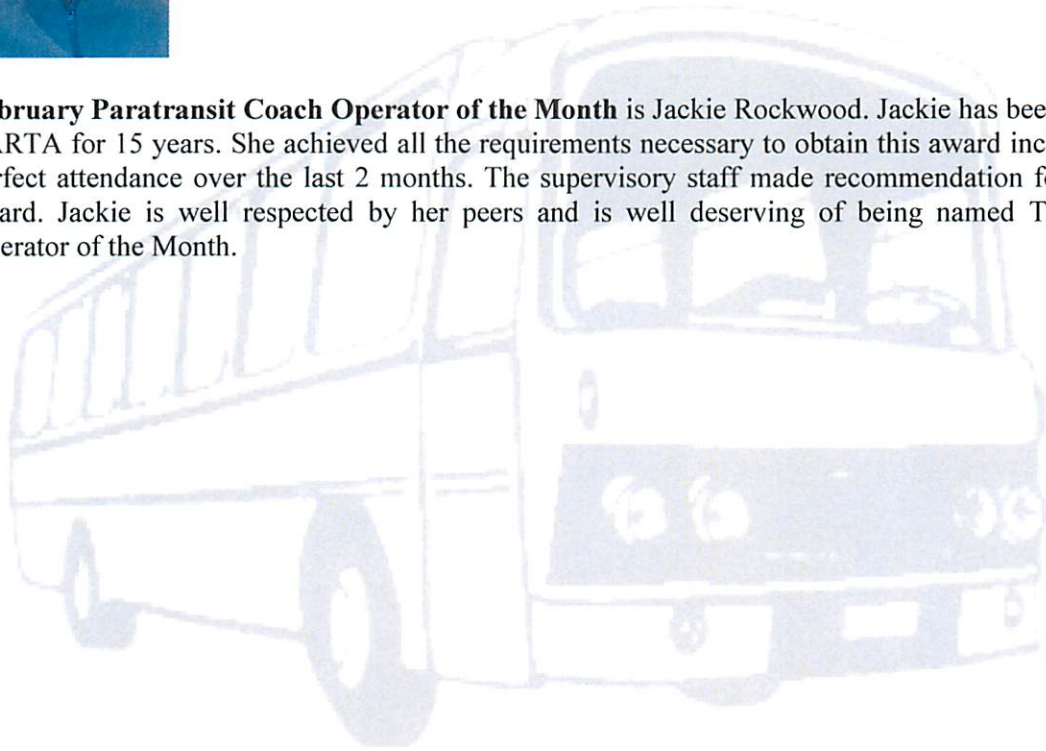 bruary Paratransit Coach Operator of the Month is Jackie Rockwood. Jackie has bee
RTA for 15 years. She achieved all the requirements necessary to obtain this award inc
rfect attendance over the last 2 months. The supervisory staff made recommendation f
ard. Jackie is well respected by her peers and is well deserving of being named T
erator of the Month.